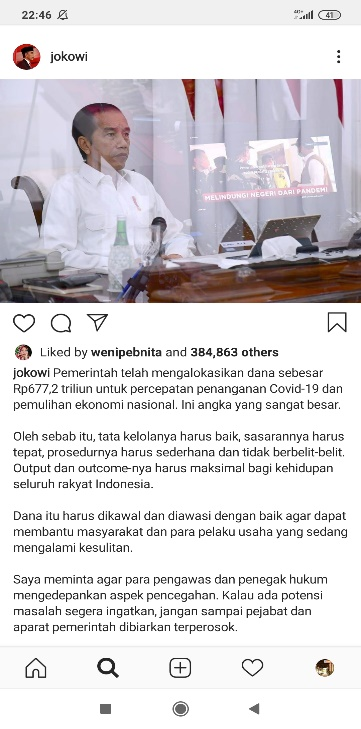 22:46
4G+
41
jokowi
MELINDUNGI NEGERI DARI PANDEMI
Liked by wenipebnita and 384,863 others
jokowi Pemerintah telah mengalokasikan dana sebesar
Rp677,2 triliun untuk percepatan penanganan Covid-19 dan
pemulihan ekonomi nasional. Ini angka yang sangat besar.
Oleh sebab itu, tata kelolanya harus baik, sasarannya harus
tepat, prosedurnya harus sederhana dan tidak berbelit-belit.
Output dan outcome-nya harus maksimal bagi kehidupan
seluruh rakyat Indonesia.
Dana itu harus dikawal dan diawasi dengan baik agar dapat
membantu masyarakat dan para pelaku usaha yang sedang
mengalami kesulitan.
Saya meminta agar para pengawas dan penegak hukum
mengedepankan aspek pencegahan. Kalau ada potensi
masalah segera ingatkan, jangan sampai pejabat dan
aparat pemerintah dibiarkan terperosok.